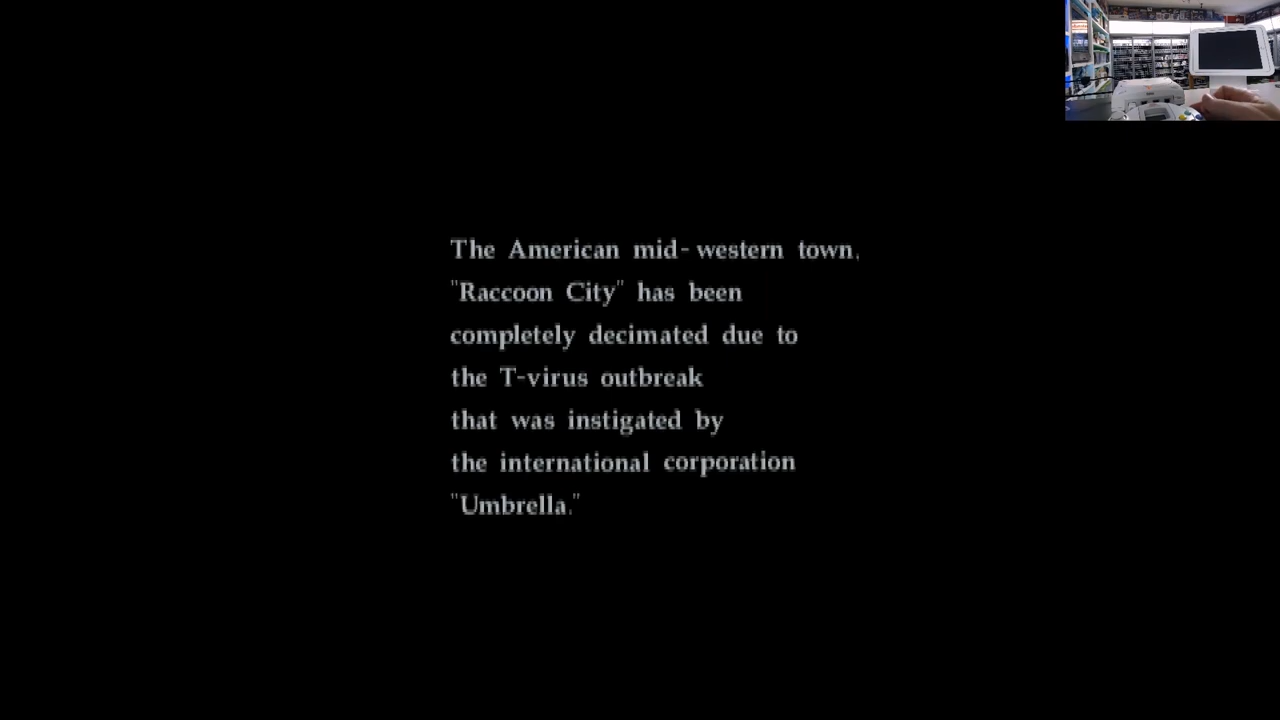 The American mid-western town,
"Raccoon City" has been
completely decimated due to
the T-virus outbreak
that was instigated by
the international corporation
"Umbrella."